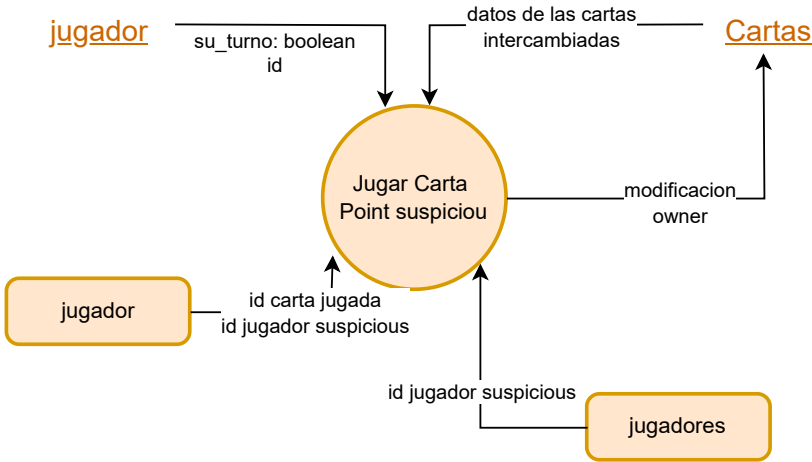 jugador
su_turno: boolean
id
datos de las cartas
intercambiadas
Cartas
Jugar Carta
Point suspiciou
modificacion
owner
jugador
id carta jugada
id jugador suspicious
id jugador suspicious
jugadores